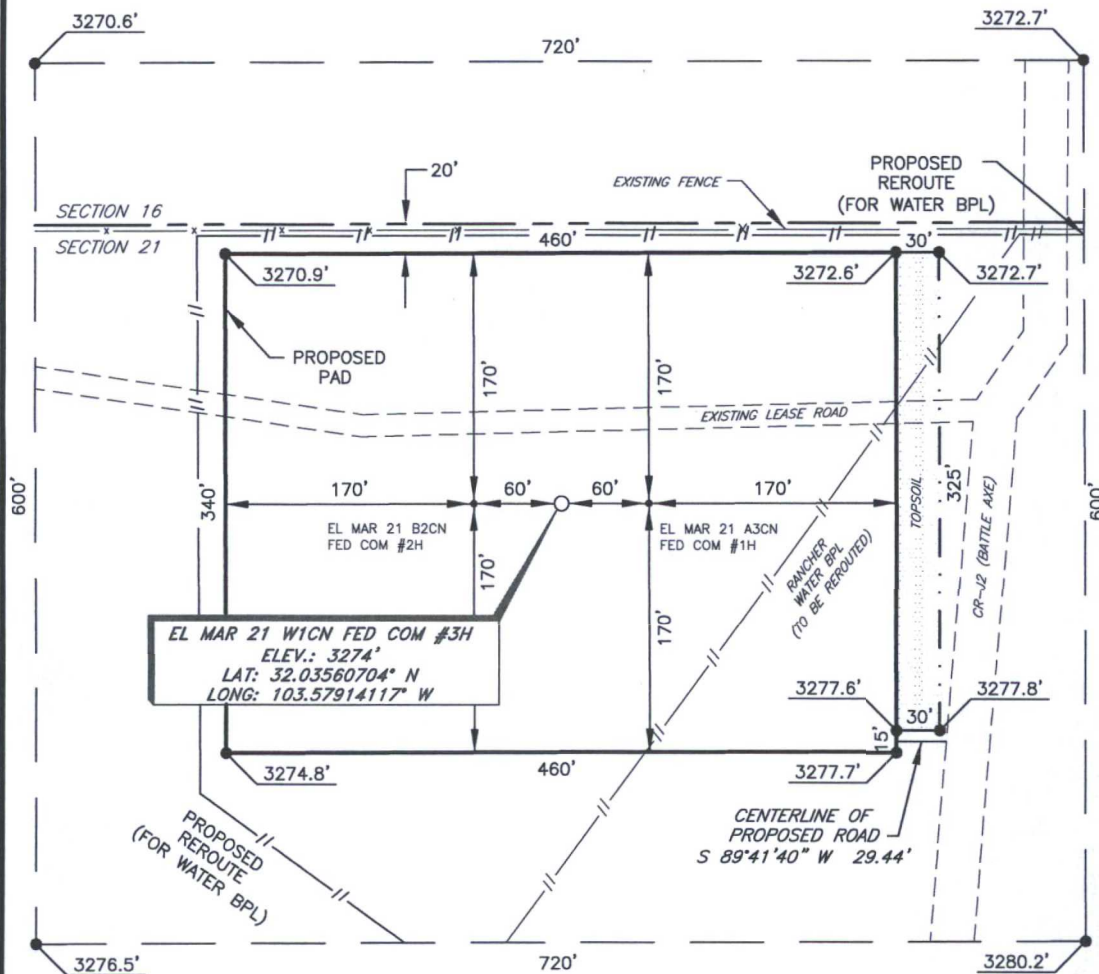 3270.6'
3272.7'
720'
20'
EXISTING FENCE
PROPOSED
REROUTE
(FOR WATER BPL)
SECTION 16
SECTION 21
460'
30'
3270.9'
3272.6'
3272.7'
PROPOSED
PAD
170'
170'
EXISTING LEASE ROAD
600'
340'
170'
60'
60'
170'
TOPSOIL
325'
600'
EL MAR 21 B2CN
FED COM #2H
EL MAR 21 A3CN
FED COM #1H
170'
170'
RANCHER
WATER BPL
(TO BE REROUTED)
CR-J2 (BATTLE AXE)
EL MAR 21 W1CN FED COM #3H
ELEV.: 3274'
LAT: 32.03560704° N
LONG: 103.57914117° W
3277.6'
3277.8'
30'
15'
3274.8'
460'
3277.7'
PROPOSED
REROUTE
(FOR WATER BPL)
CENTERLINE OF
PROPOSED ROAD
S 89°41'40" W 29.44'
3276.5'
720'
3280.2'